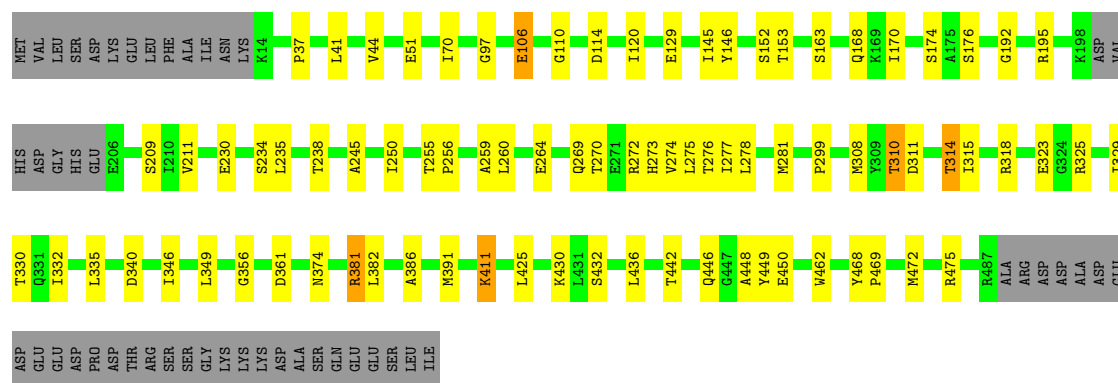 MET VAL LEU SER ASP LYS GLU LEU PHE ALA ILE ASN LYS K14 P37 L41 V44 E51 I70 G97 E106 G110 D114 I120 E129 I145 Y146 S152 T153 S163 Q168 K169 I170 S174 A175 S176 G192 R195 K198 ASP VAL
HIS ASP GLY HIS GLU E206 S209 I210 V211 E230 S234 L235 T238 A245 I250 T255 P256 A259 L260 E264 Q269 T270 E271 R272 H273 V274 L275 T276 I277 L278 M281 P299 M308 Y309 T310 D311 T314 I315 R318 E323 G324 R325 I329
T330 Q331 I332 L335 D340 I346 L349 G356 D361 N374 R381 L382 A386 M391 K411 L425 K430 L431 S432 L436 T442 Q446 G447 A448 Y449 E450 W462 Y468 P469 M472 R475 R487 ALA ARG ASP ASP ALA ASP GLU
ASP GLU GLU ASP PRO ASP THR ARG SER SER GLY LYS LYS LYS ASP ALA SER GLN GLU GLU SER LEU ILE